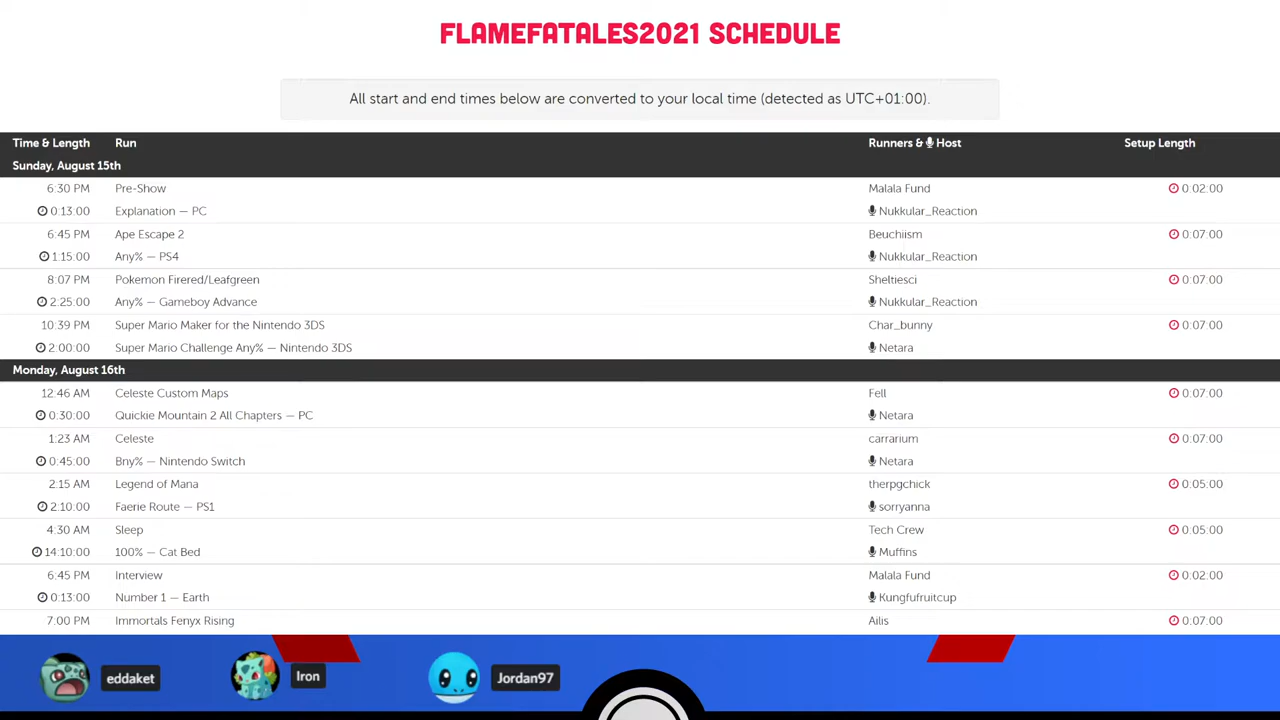 FLAMEFATALES2021 SCHEDULE
All start and end times below are converted to your local time (detected as UTC+01:00).
Time & Length Run Runners & Host Setup Length
Sunday, August 15th
6:30 PM Pre-Show Malala Fund 0:02:00
0:13:00 Explanation — PC Nukkular_Reaction
6:45 PM Ape Escape 2 Beuchiism 0:07:00
1:15:00 Any% — PS4 Nukkular_Reaction
8:07 PM Pokemon Firered/Leafgreen Sheltiesci 0:07:00
2:25:00 Any% — Gameboy Advance Nukkular_Reaction
10:39 PM Super Mario Maker for the Nintendo 3DS Char_bunny 0:07:00
2:00:00 Super Mario Challenge Any% — Nintendo 3DS Netara
Monday, August 16th
12:46 AM Celeste Custom Maps Fell 0:07:00
0:30:00 Quickie Mountain 2 All Chapters — PC Netara
1:23 AM Celeste carrarium 0:07:00
0:45:00 Bny% — Nintendo Switch Netara
2:15 AM Legend of Mana therpgchick 0:05:00
2:10:00 Faerie Route — PS1 sorryanna
4:30 AM Sleep Tech Crew 0:05:00
14:10:00 100% — Cat Bed Muffins
6:45 PM Interview Malala Fund 0:02:00
0:13:00 Number 1 — Earth Kungfufruitcup
7:00 PM Immortals Fenyx Rising Ailis 0:07:00
eddaket Iron Jordan97